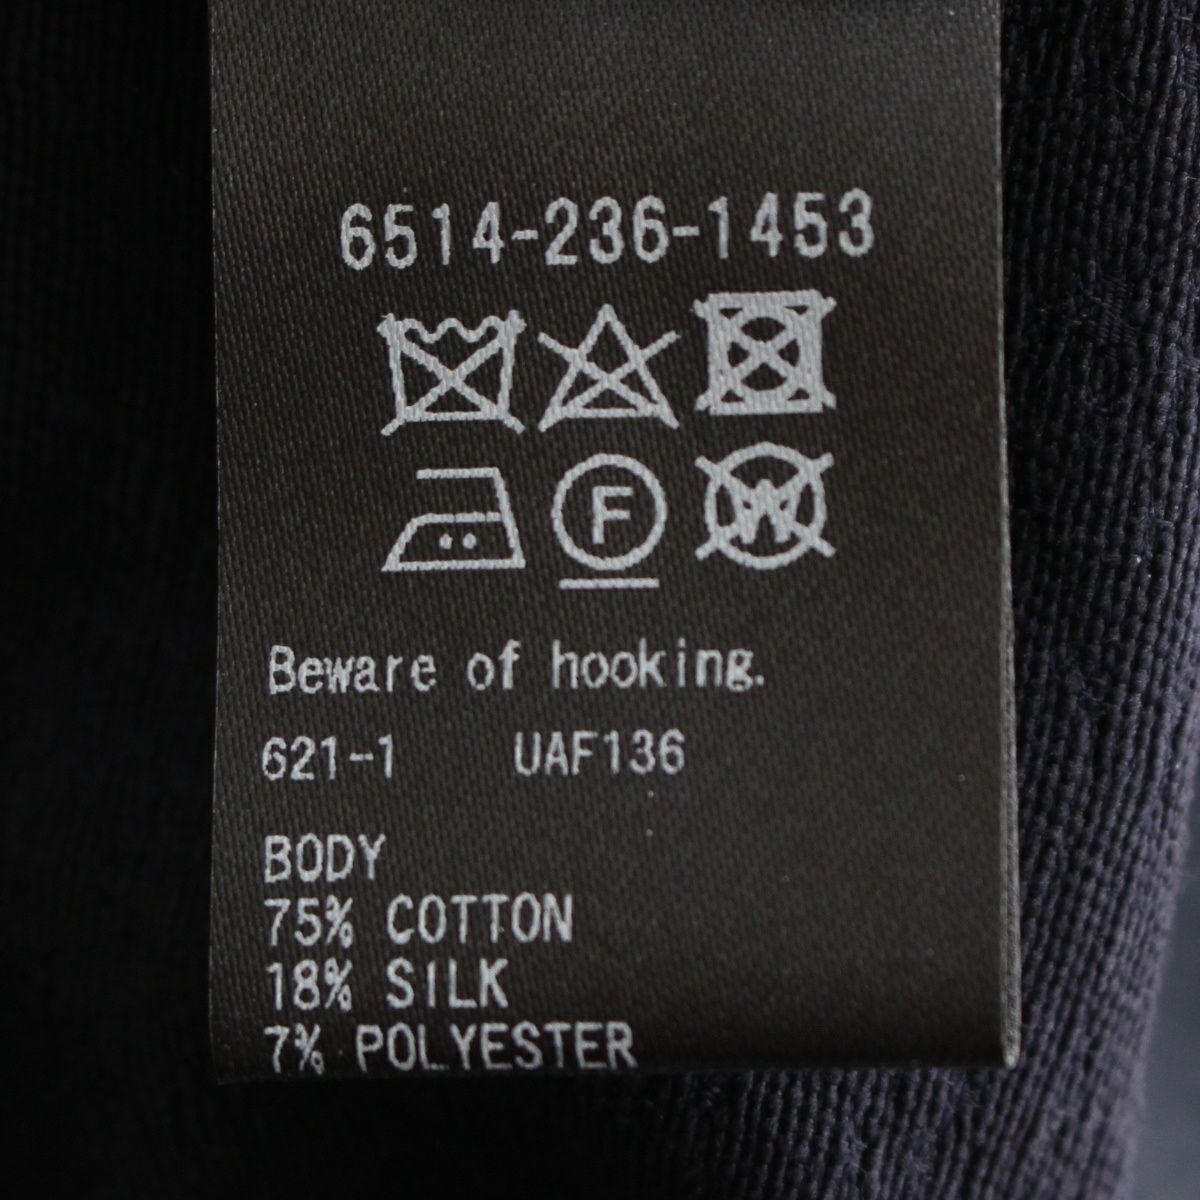 6514-236-1453
F W
Beware of hooking.
621-1 UAF136
BODY
75% COTTON
18% SILK
7% POLYESTER